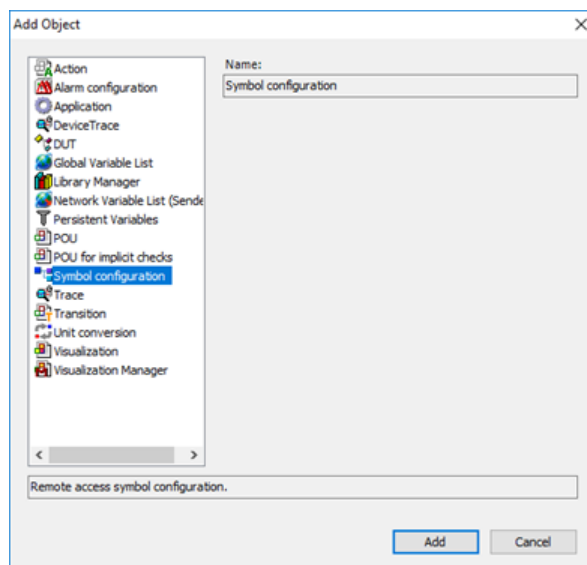 Add Object
Name:
Symbol configuration
Action
Alarm configuration
Application
DeviceTrace
DUT
Global Variable List
Library Manager
Network Variable List (Sende
Persistent Variables
POU
POU for implicit checks
Symbol configuration
Trace
Transition
Unit conversion
Visualization
Visualization Manager
Remote access symbol configuration.
Add Cancel